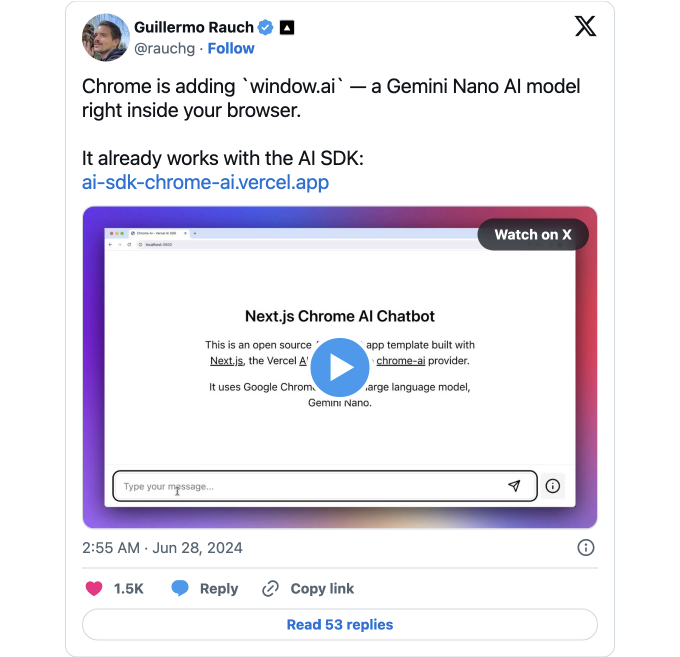 Guillermo Rauch
@rauchg · Follow
Chrome is adding `window.ai` — a Gemini Nano AI model
right inside your browser.
It already works with the AI SDK:
ai-sdk-chrome-ai.vercel.app
Watch on X
Chrome AI - Vercel AI SDK
localhost:3000
Next.js Chrome AI Chatbot
This is an open source app template built with
Next.js, the Vercel chrome-ai provider.
It uses Google Chrome large language model,
Gemini Nano.
Type your message...
2:55 AM · Jun 28, 2024
1.5K Reply Copy link
Read 53 replies